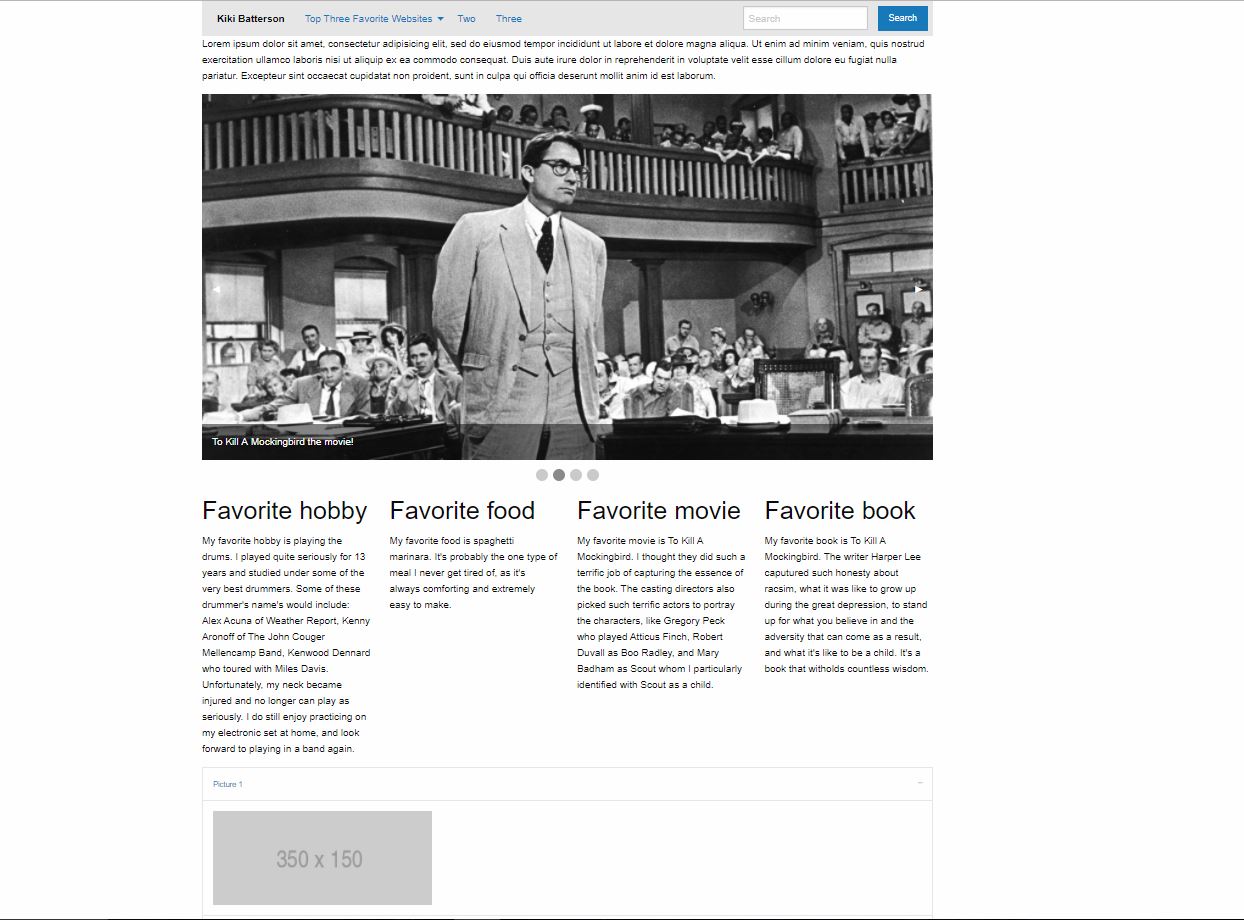 Kiki Batterson Top Three Favorite Websites Two Three Search Search
Lorem ipsum dolor sit amet, consectetur adipisicing elit, sed do eiusmod tempor incididunt ut labore et dolore magna aliqua. Ut enim ad minim veniam, quis nostrud
exercitation ullamco laboris nisi ut aliquip ex ea commodo consequat. Duis aute irure dolor in reprehenderit in voluptate velit esse cillum dolore eu fugiat nulla
pariatur. Excepteur sint occaecat cupidatat non proident, sunt in culpa qui officia deserunt mollit anim id est laborum.
To Kill A Mockingbird the movie!
Favorite hobby
My favorite hobby is playing the
drums. I played quite seriously for 13
years and studied under some of the
very best drummers. Some of these
drummer's name's would include:
Alex Acuna of Weather Report, Kenny
Aronoff of The John Couger
Mellencamp Band, Kenwood Dennard
who toured with Miles Davis.
Unfortunately, my neck became
injured and no longer can play as
seriously. I do still enjoy practicing on
my electronic set at home, and look
forward to playing in a band again.
Favorite food
My favorite food is spaghetti
marinara. It's probably the one type of
meal I never get tired of, as it's
always comforting and extremely
easy to make.
Favorite movie
My favorite movie is To Kill A
Mockingbird. I thought they did such a
terrific job of capturing the essence of
the book. The casting directors also
picked such terrific actors to portray
the characters, like Gregory Peck
who played Atticus Finch, Robert
Duvall as Boo Radley, and Mary
Badham as Scout whom I particularly
identified with Scout as a child.
Favorite book
My favorite book is To Kill A
Mockingbird. The writer Harper Lee
caputured such honesty about
racsim, what it was like to grow up
during the great depression, to stand
up for what you believe in and the
adversity that can come as a result,
and what it's like to be a child. It's a
book that witholds countless wisdom.
Picture 1
350 x 150